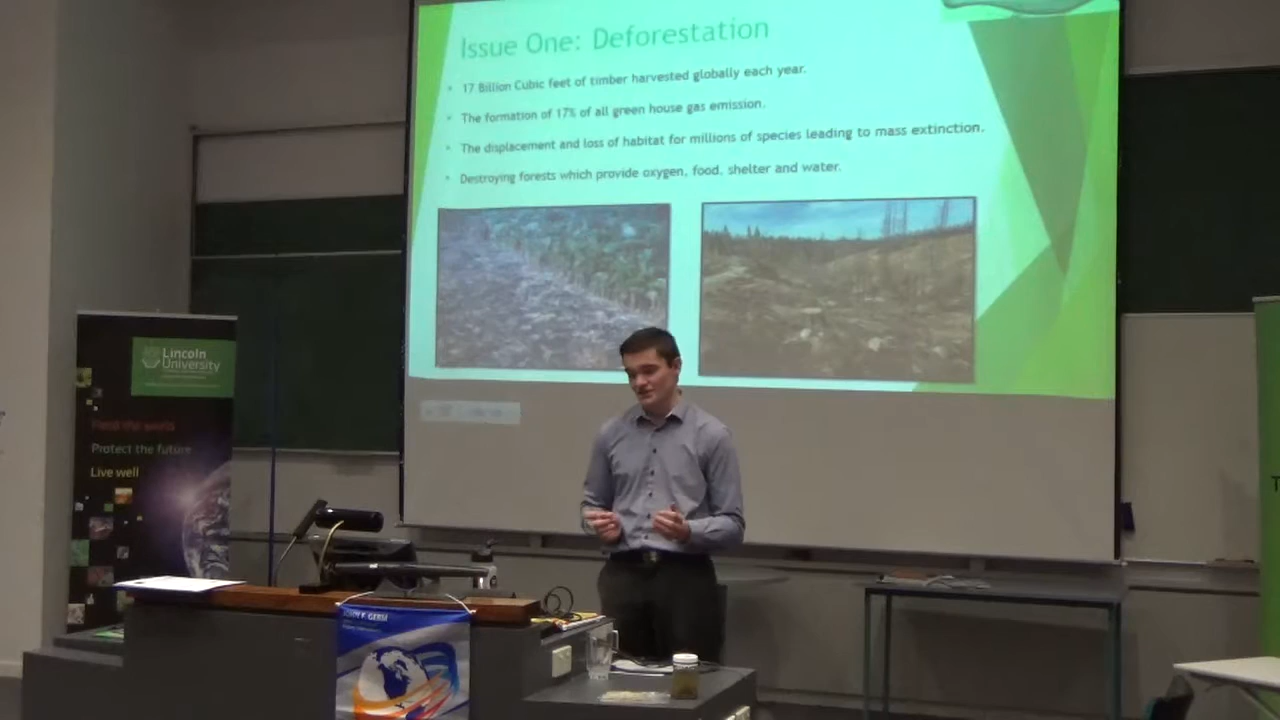 Issue One: Deforestation
17 Billion Cubic feet of timber harvested globally each year.
The formation of 17% of all green house gas emission.
The displacement and loss of habitat for millions of species leading to mass extinction.
Destroying forests which provide oxygen, food, shelter and water.
Lincoln
University
Feed the world
Protect the future
Live well
JOHN F. GERM
T